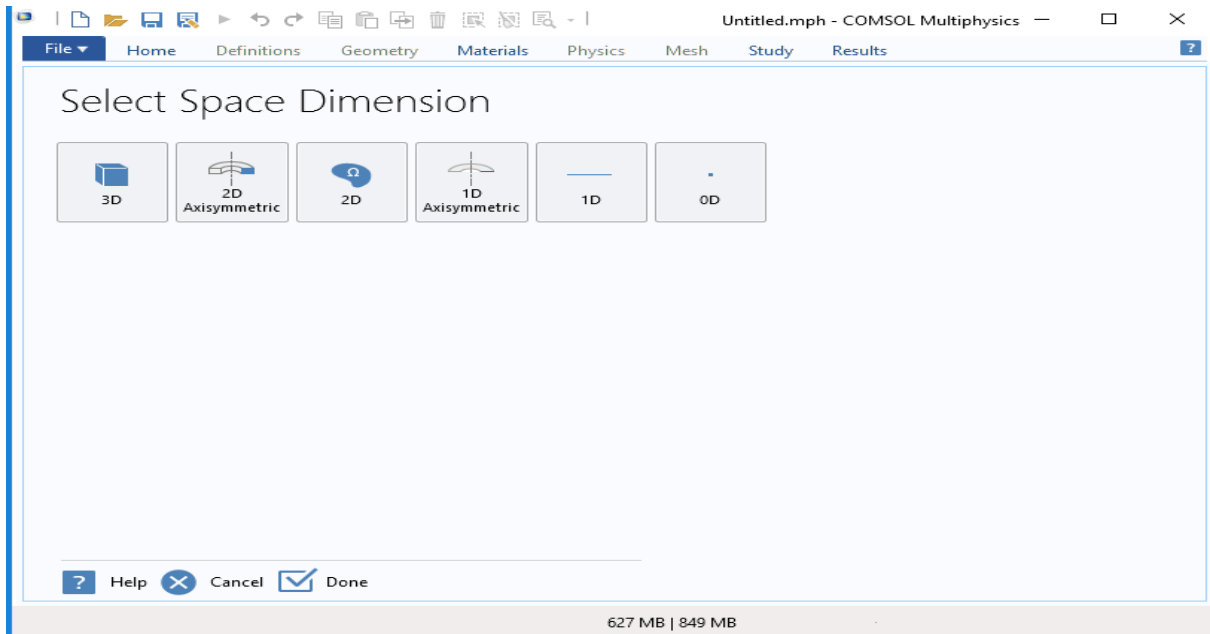 Untitled.mph - COMSOL Multiphysics
File Home Definitions Geometry Materials Physics Mesh Study Results ?
Select Space Dimension
3D
2D
Axisymmetric
Ω
2D
1D
Axisymmetric
1D
0D
? Help Cancel Done
627 MB | 849 MB